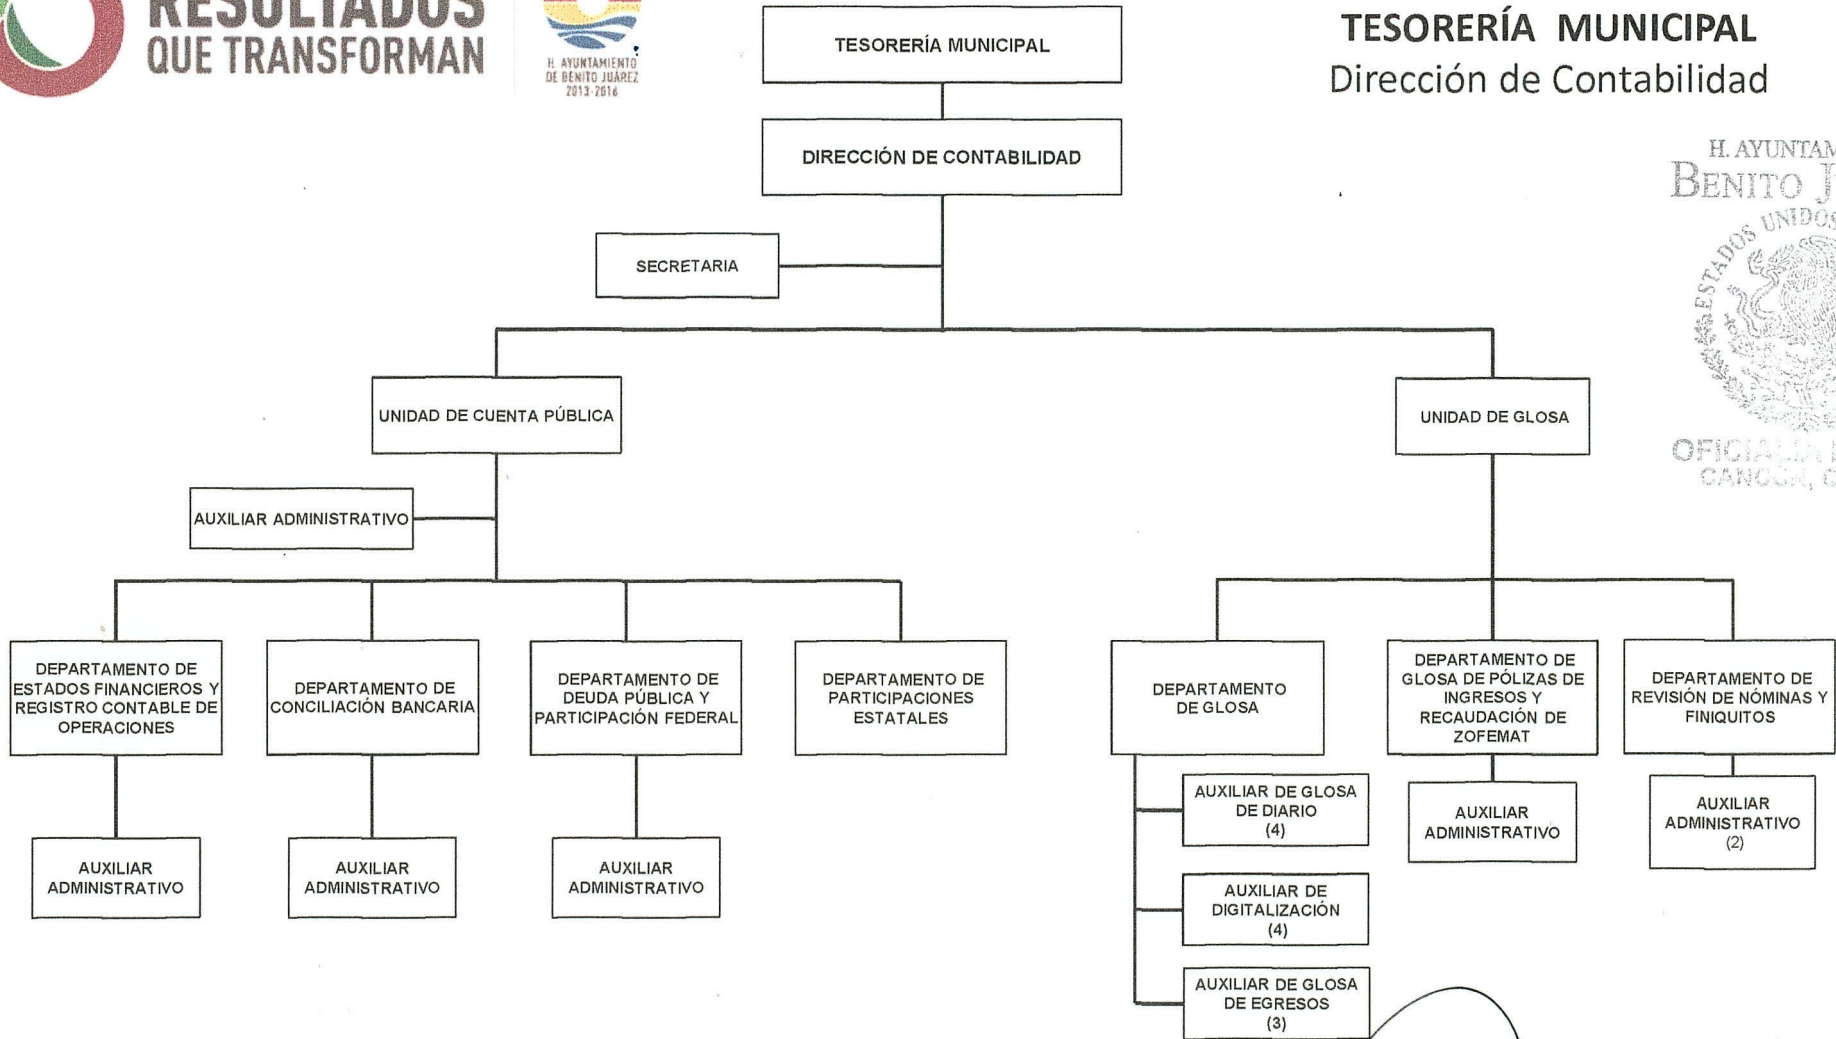 RESULTADOS
QUE TRANSFORMAN
H. AYUNTAMIENTO
DE BENITO JUÁREZ
2013-2016
TESORERÍA MUNICIPAL
Dirección de Contabilidad
TESORERÍA MUNICIPAL
DIRECCIÓN DE CONTABILIDAD
H. AYUNTAM
BENITO J
ESTADOS UNIDOS
CANCÚN,
SECRETARIA
UNIDAD DE CUENTA PÚBLICA
UNIDAD DE GLOSA
AUXILIAR ADMINISTRATIVO
DEPARTAMENTO DE
ESTADOS FINANCIEROS Y
REGISTRO CONTABLE DE
OPERACIONES
DEPARTAMENTO DE
CONCILIACIÓN BANCARIA
DEPARTAMENTO DE
DEUDA PÚBLICA Y
PARTICIPACIÓN FEDERAL
DEPARTAMENTO DE
PARTICIPACIONES
ESTATALES
DEPARTAMENTO
DE GLOSA
DEPARTAMENTO DE
GLOSA DE PÓLIZAS DE
INGRESOS Y
RECAUDACIÓN DE
ZOFEMAT
DEPARTAMENTO DE
REVISIÓN DE NÓMINAS Y
FINIQUITOS
AUXILIAR
ADMINISTRATIVO
AUXILIAR
ADMINISTRATIVO
AUXILIAR
ADMINISTRATIVO
AUXILIAR DE GLOSA
DE DIARIO
(4)
AUXILIAR DE
DIGITALIZACIÓN
(4)
AUXILIAR DE GLOSA
DE EGRESOS
(3)
AUXILIAR
ADMINISTRATIVO
AUXILIAR
ADMINISTRATIVO
(2)